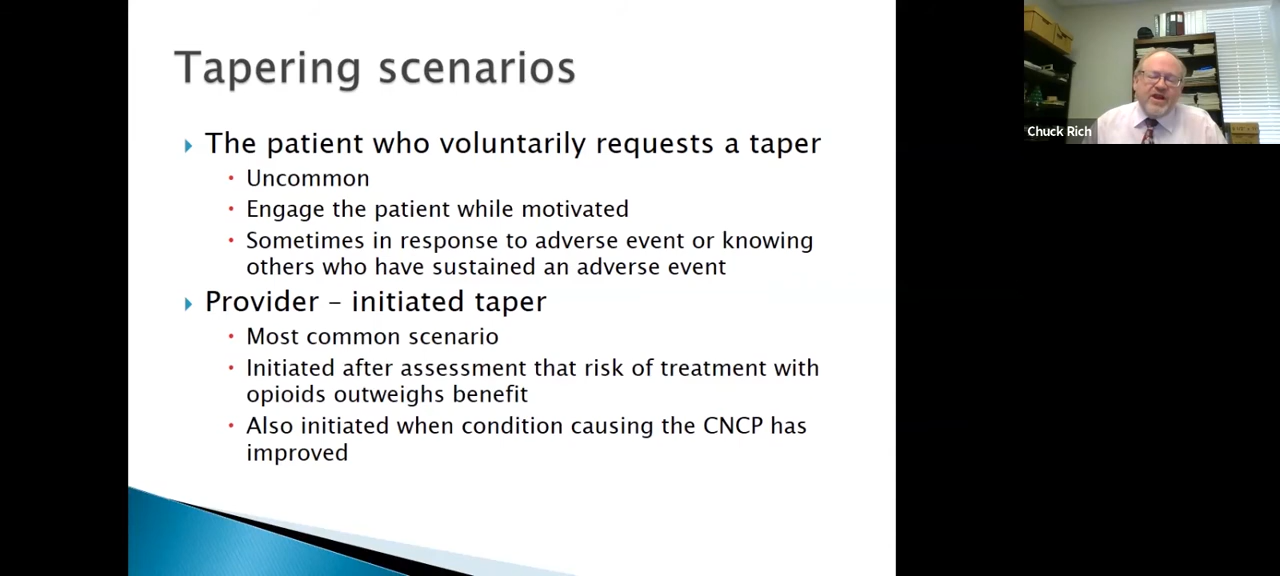 Tapering scenarios
The patient who voluntarily requests a taper
Uncommon
Engage the patient while motivated
Sometimes in response to adverse event or knowing
others who have sustained an adverse event
Provider – initiated taper
Most common scenario
Initiated after assessment that risk of treatment with
opioids outweighs benefit
Also initiated when condition causing the CNCP has
improved
Chuck Rich